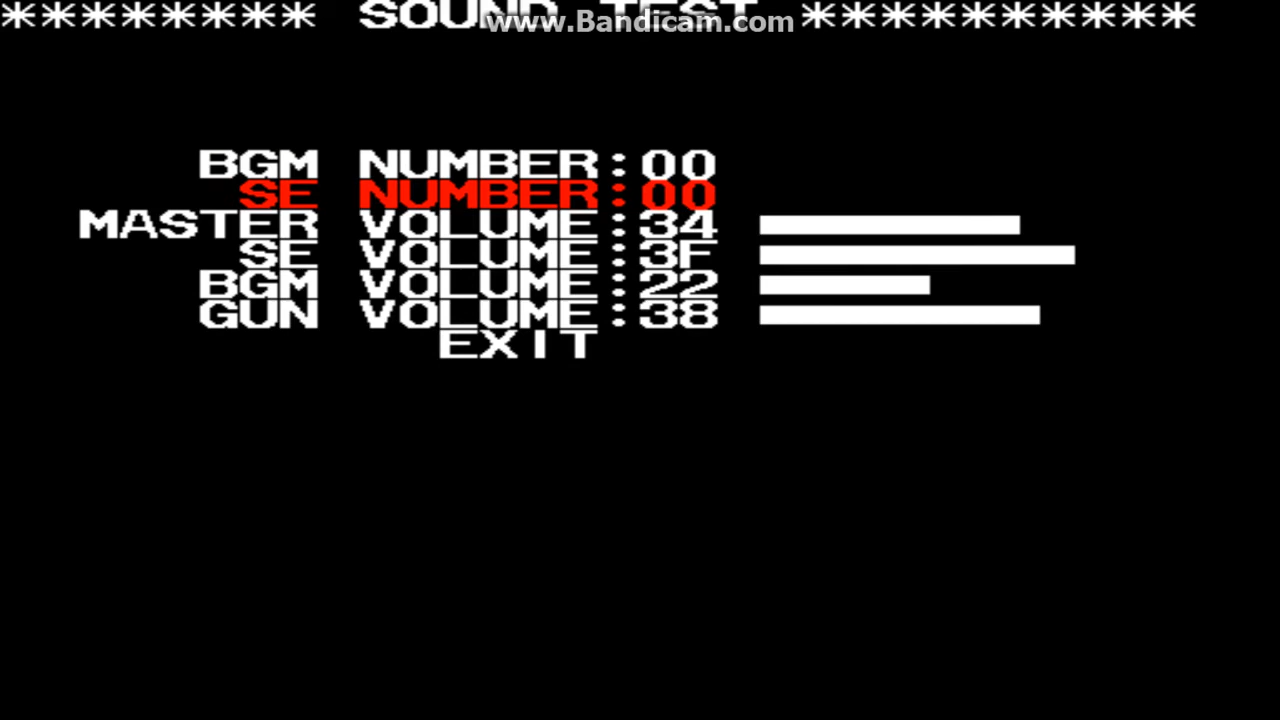 ******** SOUND TEST **********
www.Bandicam.com
BGM NUMBER:00
SE NUMBER:00
MASTER VOLUME:34
SE VOLUME:3F
BGM VOLUME:22
GUN VOLUME:38
EXIT